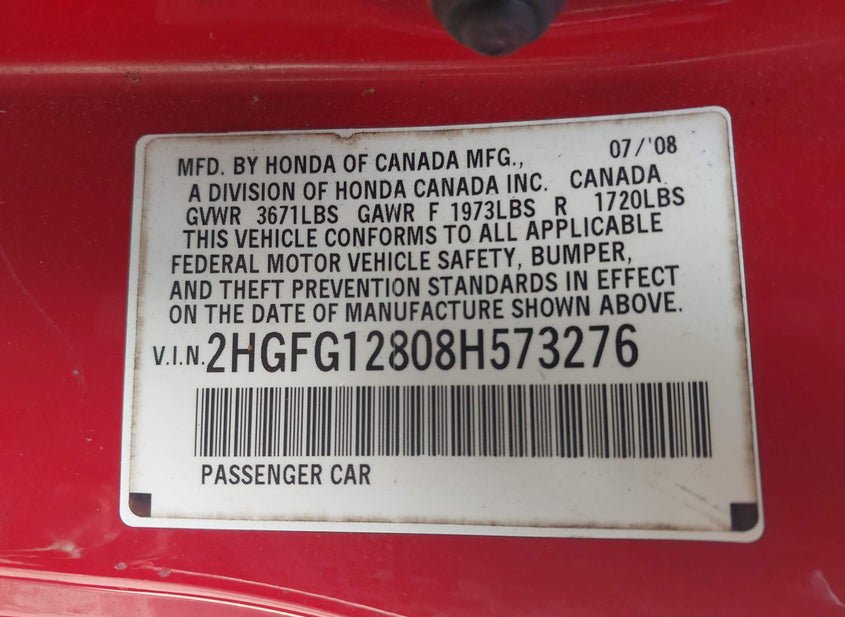 07/'08
MFD. BY HONDA OF CANADA MFG.,
A DIVISION OF HONDA CANADA INC. CANADA
GVWR 3671LBS GAWR F 1973LBS R 1720LBS
THIS VEHICLE CONFORMS TO ALL APPLICABLE
FEDERAL MOTOR VEHICLE SAFETY, BUMPER,
AND THEFT PREVENTION STANDARDS IN EFFECT
ON THE DATE OF MANUFACTURE SHOWN ABOVE.
V.I.N. 2HGFG12808H573276
PASSENGER CAR